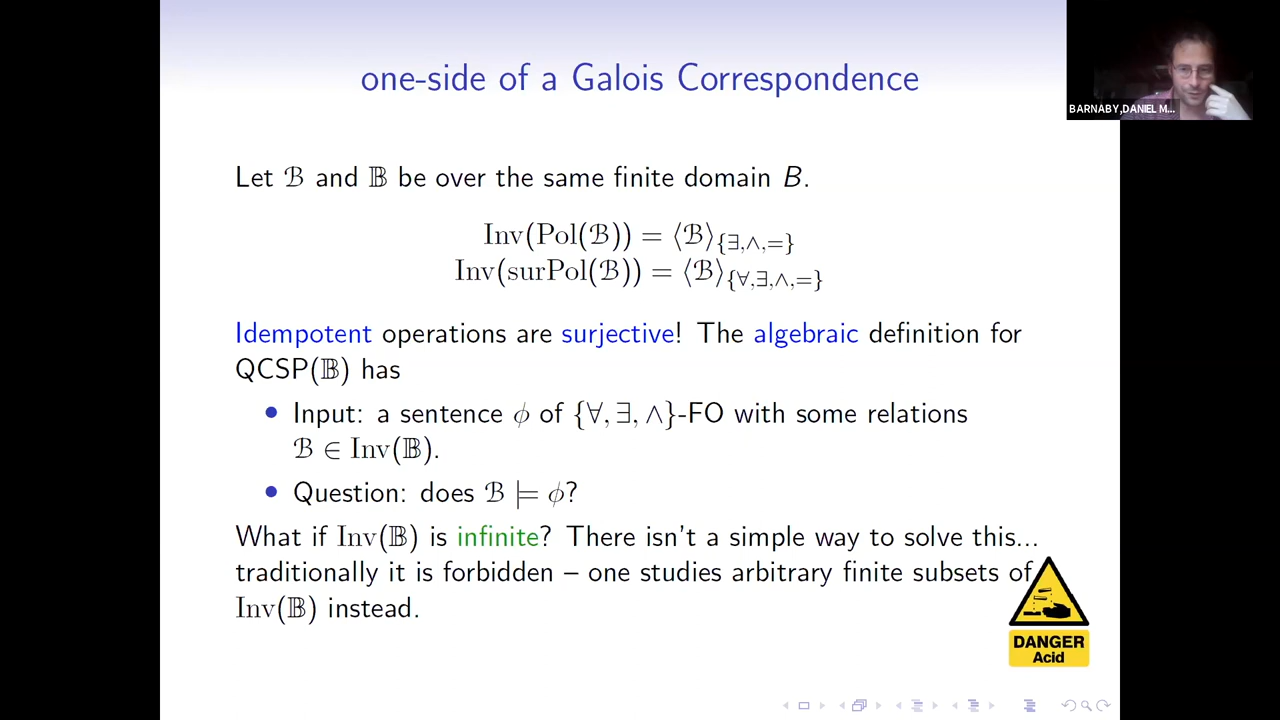 one-side of a Galois Correspondence
BARNABY,DANIEL M...
Let ℬ and 𝔹 be over the same finite domain B.
Inv(Pol(ℬ)) = ⟨ℬ⟩{∃,∧,=}
Inv(surPol(ℬ)) = ⟨ℬ⟩{∀,∃,∧,=}
Idempotent operations are surjective! The algebraic definition for
QCSP(𝔹) has
• Input: a sentence ϕ of {∀, ∃, ∧}-FO with some relations
ℬ ∈ Inv(𝔹).
• Question: does ℬ ⊨ ϕ?
What if Inv(𝔹) is infinite? There isn't a simple way to solve this...
traditionally it is forbidden – one studies arbitrary finite subsets of
Inv(𝔹) instead.
DANGER
Acid